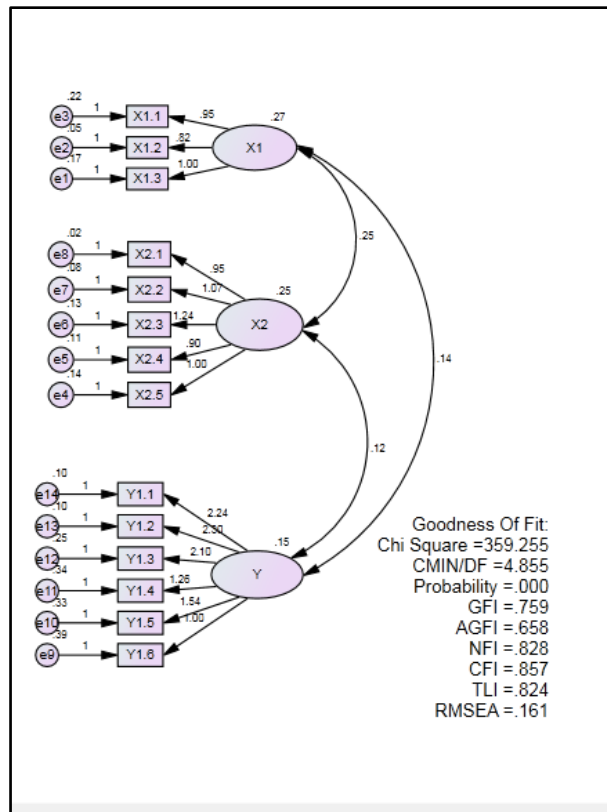 .22
e3 1 X1.1 .95 .27
.05
e2 1 X1.2 .82 X1
.17
e1 1 X1.3 1.00
.25
.02
e8 1 X2.1 .95
.08
e7 1 X2.2 1.07 .25
.13
e6 1 X2.3 1.24 X2
.11
e5 1 X2.4 .90
.14
e4 1 X2.5 1.00
.14
.12
.10
e14 1 Y1.1 2.24
.10
e13 1 Y1.2 .15
.25
e12 1 Y1.3 2.10 Y
.34
e11 1 Y1.4 1.26
.33
e10 1 Y1.5 1.54
.39
e9 1 Y1.6 1.00
Goodness Of Fit:
Chi Square =359.255
CMIN/DF =4.855
Probability =.000
GFI =.759
AGFI =.658
NFI =.828
CFI =.857
TLI =.824
RMSEA =.161